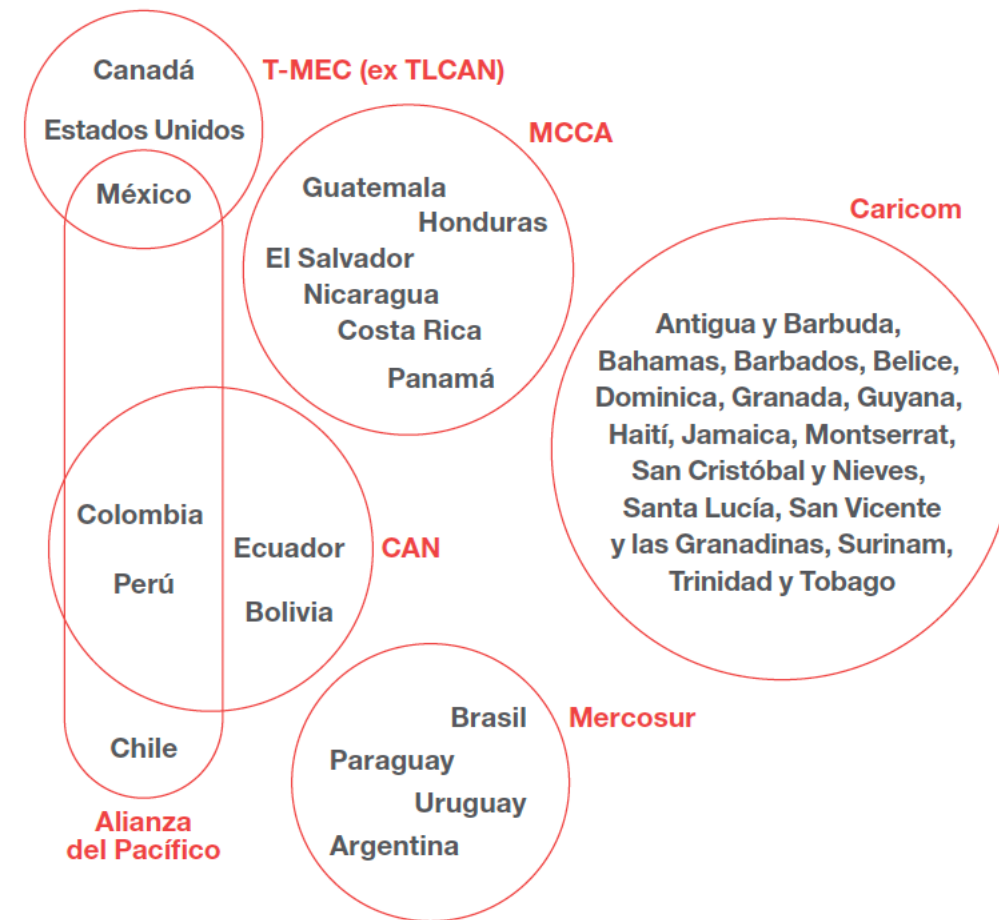 Canadá
Estados Unidos
México
T-MEC (ex TLCAN)
MCCA
Guatemala
Honduras
El Salvador
Nicaragua
Costa Rica
Panamá
Caricom
Antigua y Barbuda,
Bahamas, Barbados, Belice,
Dominica, Granada, Guyana,
Haití, Jamaica, Montserrat,
San Cristóbal y Nieves,
Santa Lucía, San Vicente
y las Granadinas, Surinam,
Trinidad y Tobago
Colombia
Perú
Ecuador
Bolivia
CAN
Chile
Alianza
del Pacífico
Brasil
Paraguay
Uruguay
Argentina
Mercosur